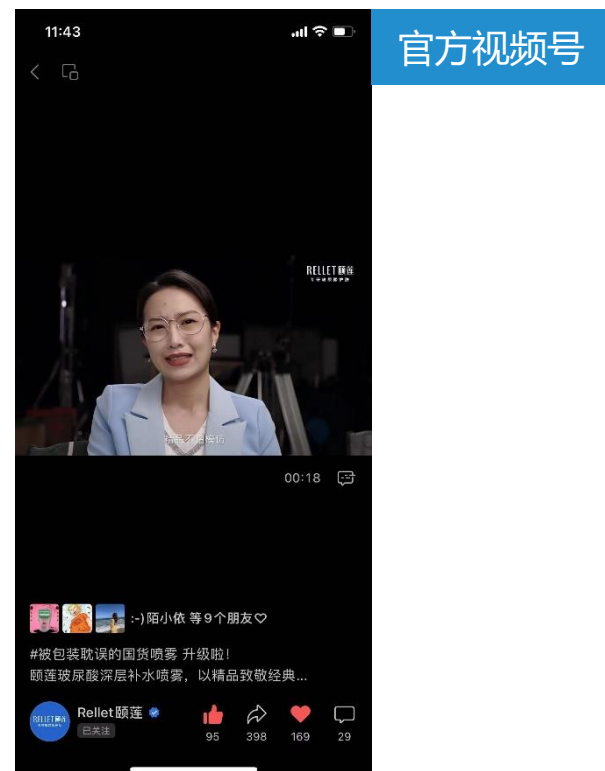 11:43
官方视频号
RELLET 颐莲
00:18
:-)陌小依 等9个朋友♡
#被包装耽误的国货喷雾 升级啦!
颐莲玻尿酸深层补水喷雾，以精品致敬经典...
RELLET颐莲
Rellet颐莲
已关注
95
398
169
29